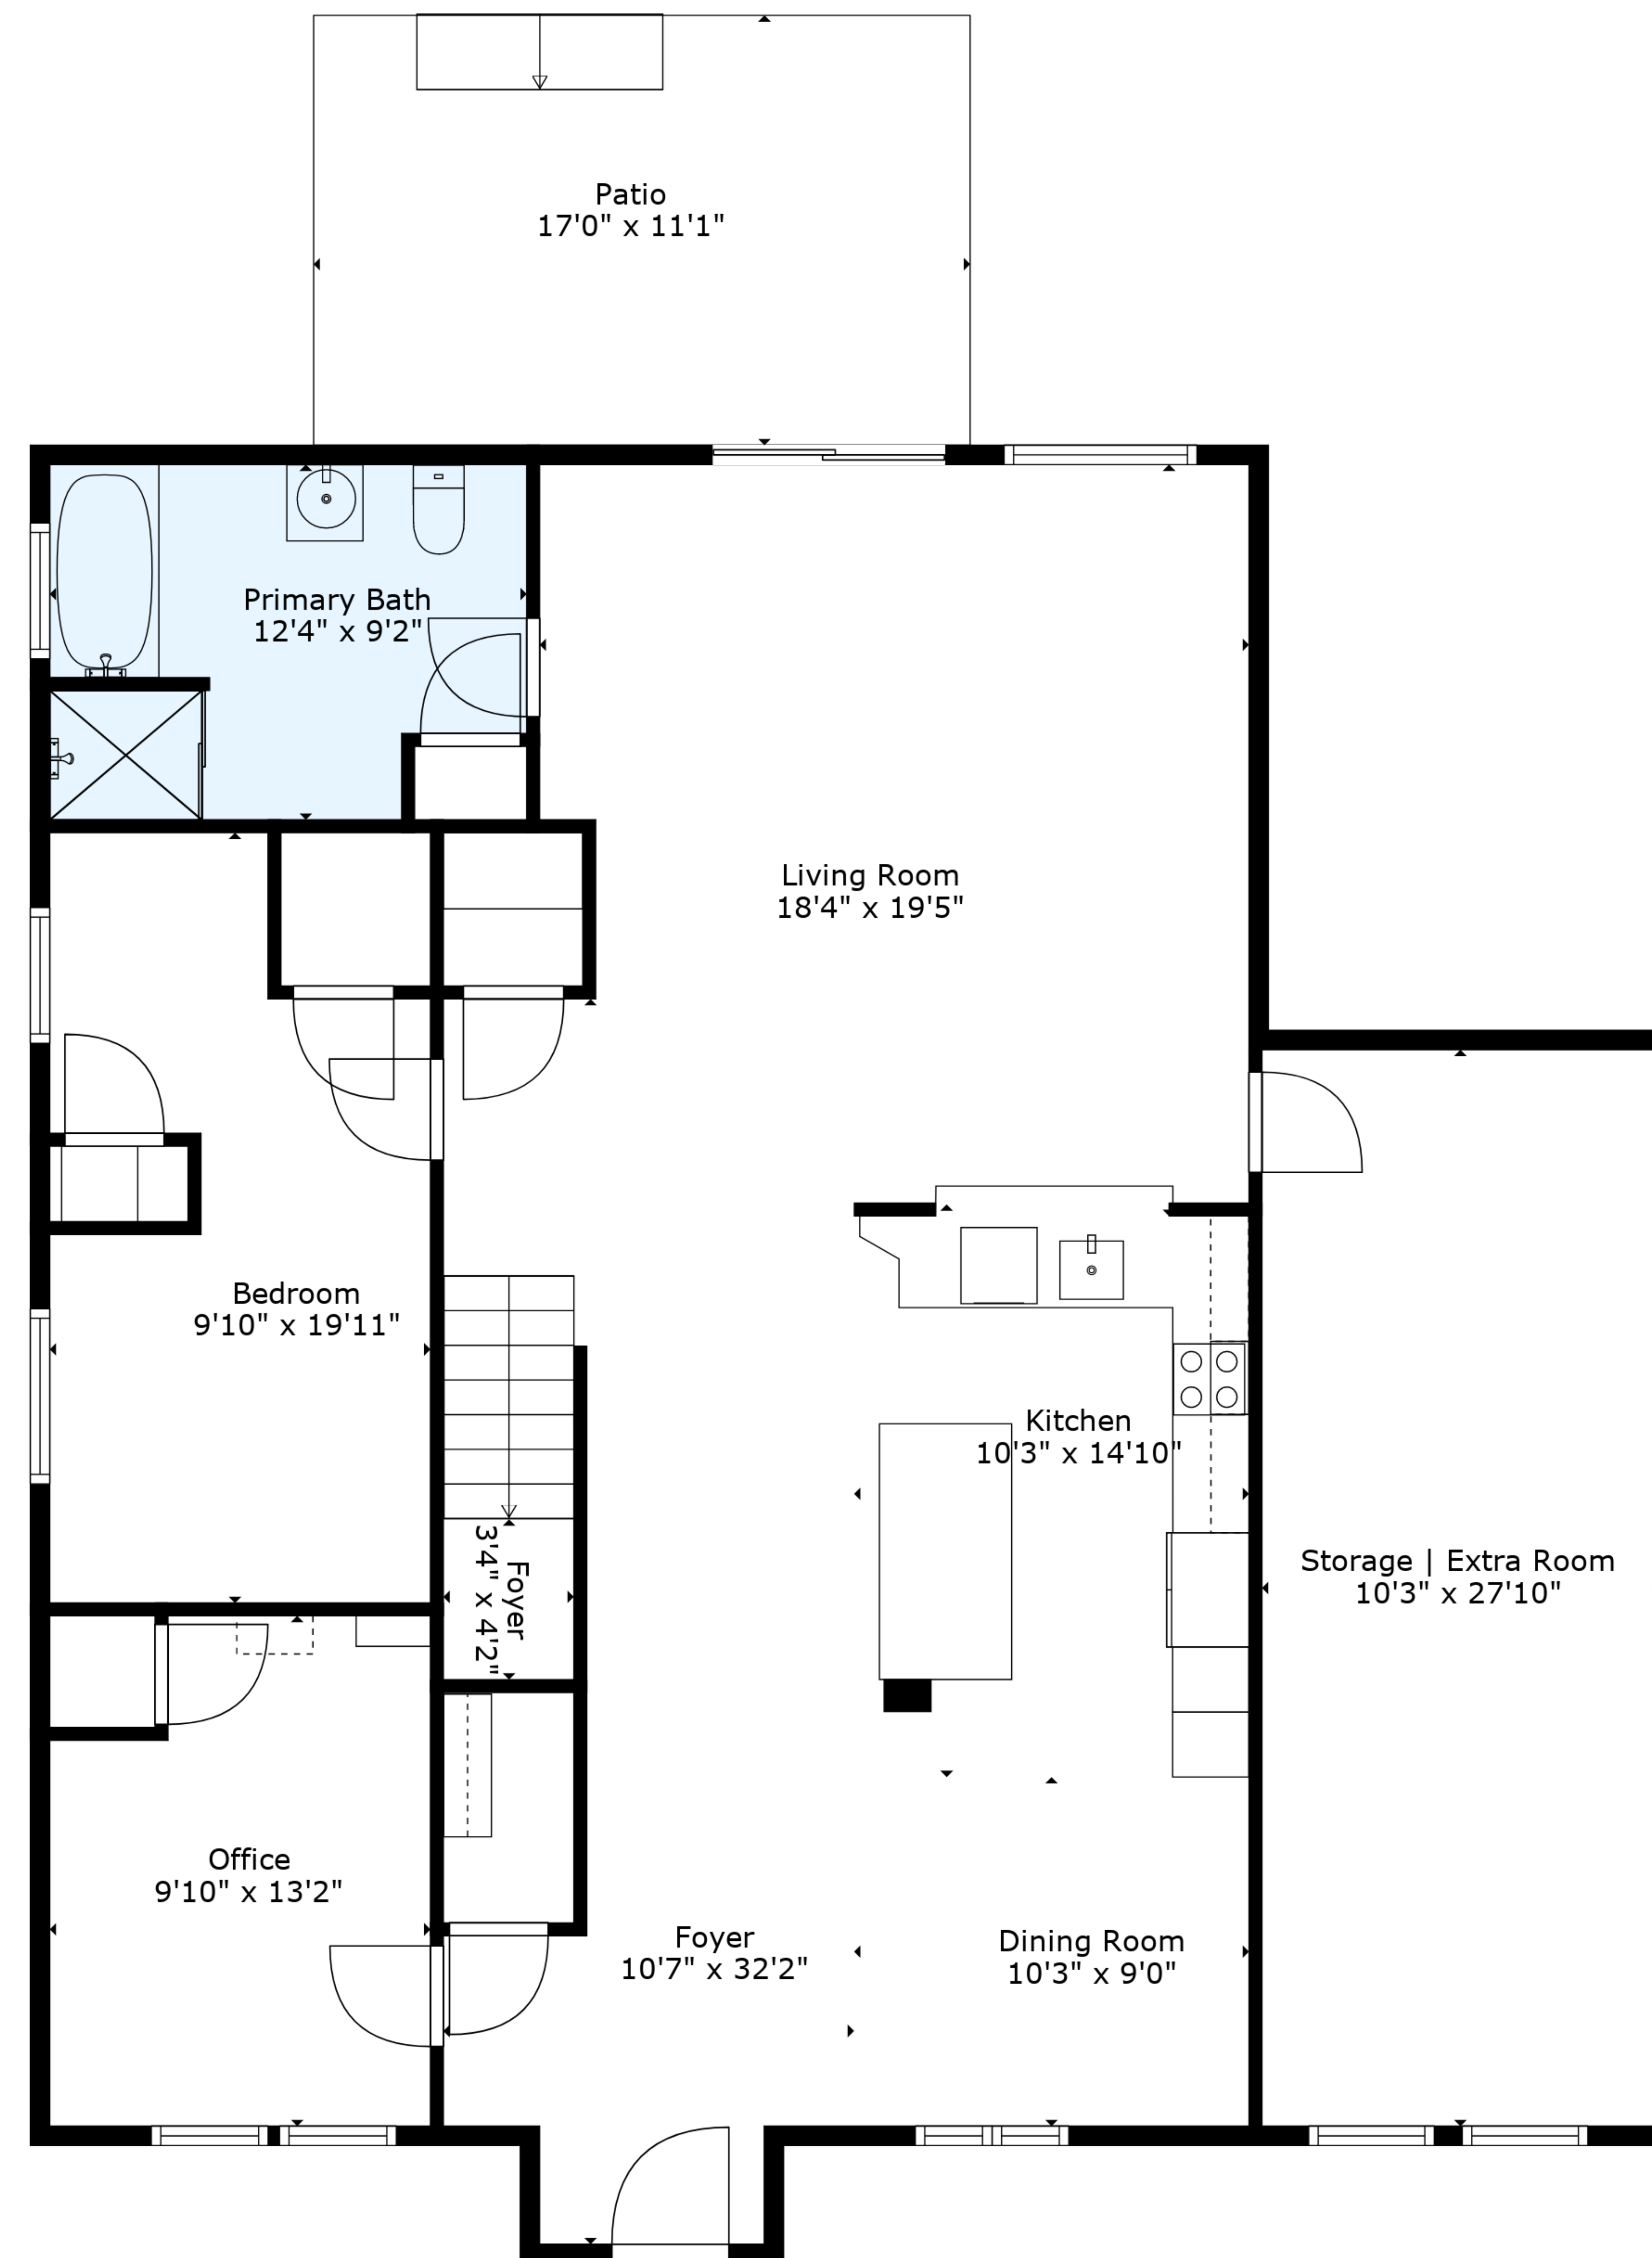 Patio
17'0" x 11'1"
Primary Bath
12'4" x 9'2"
Living Room
18'4" x 19'5"
Bedroom
9'10" x 19'11"
Kitchen
10'3" x 14'10"
Foyer
3'4" x 4'2"
Storage | Extra Room
10'3" x 27'10"
Office
9'10" x 13'2"
Foyer
10'7" x 32'2"
Dining Room
10'3" x 9'0"